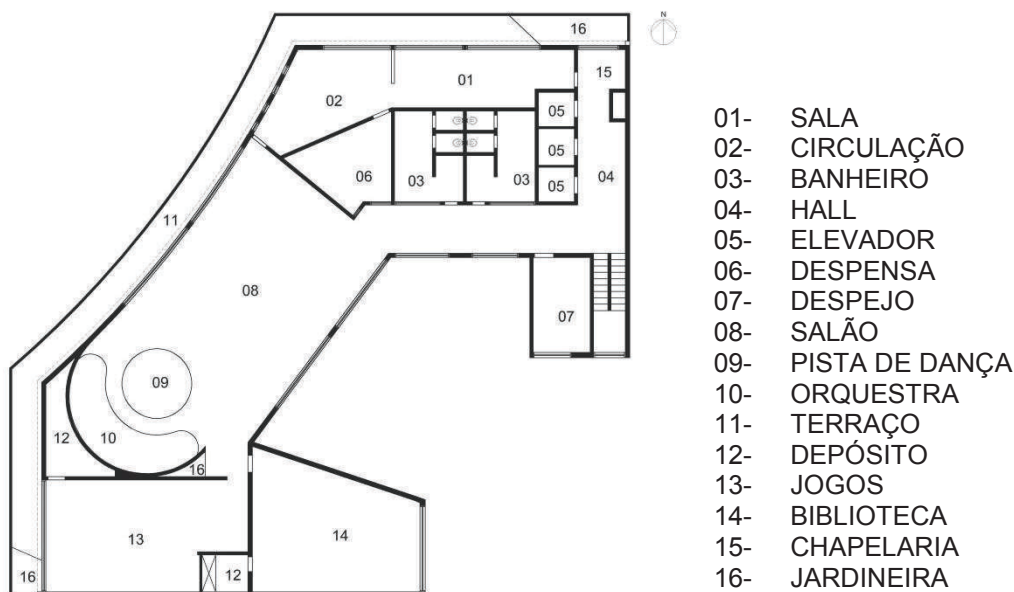 N
16
15
01
02
05
05
05
03
03
06
04
11
08
07
09
12
10
16
13
14
12
16
01- SALA
02- CIRCULAÇÃO
03- BANHEIRO
04- HALL
05- ELEVADOR
06- DESPENSA
07- DESPEJO
08- SALÃO
09- PISTA DE DANÇA
10- ORQUESTRA
11- TERRAÇO
12- DEPÓSITO
13- JOGOS
14- BIBLIOTECA
15- CHAPELARIA
16- JARDINEIRA